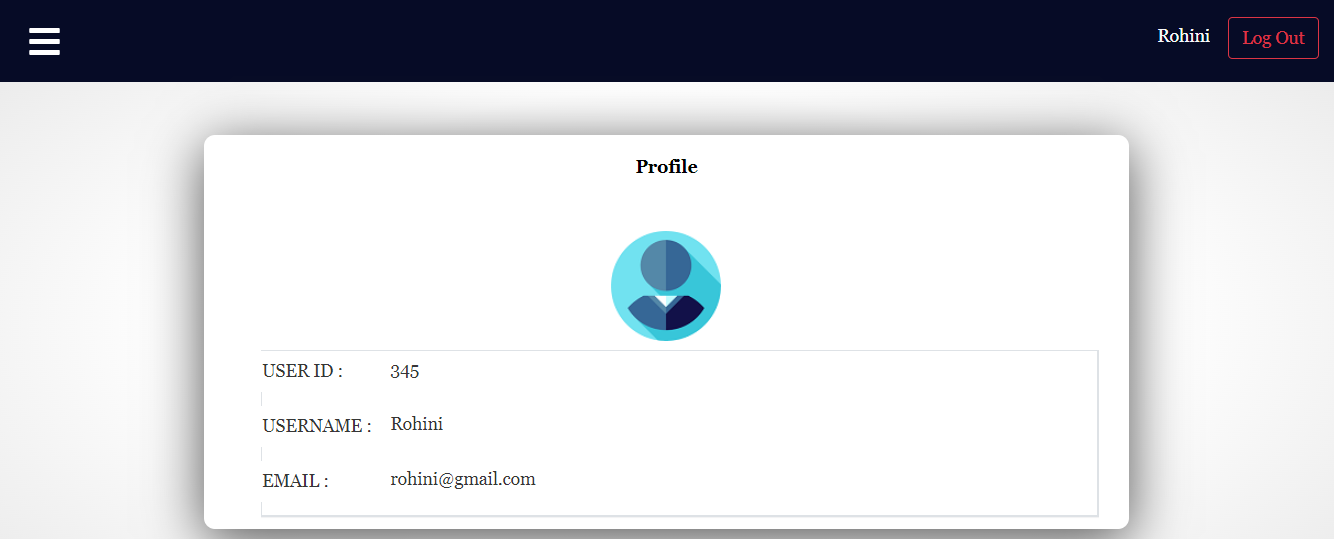 Rohini Log Out
Profile
USER ID : 345
USERNAME : Rohini
EMAIL : rohini@gmail.com